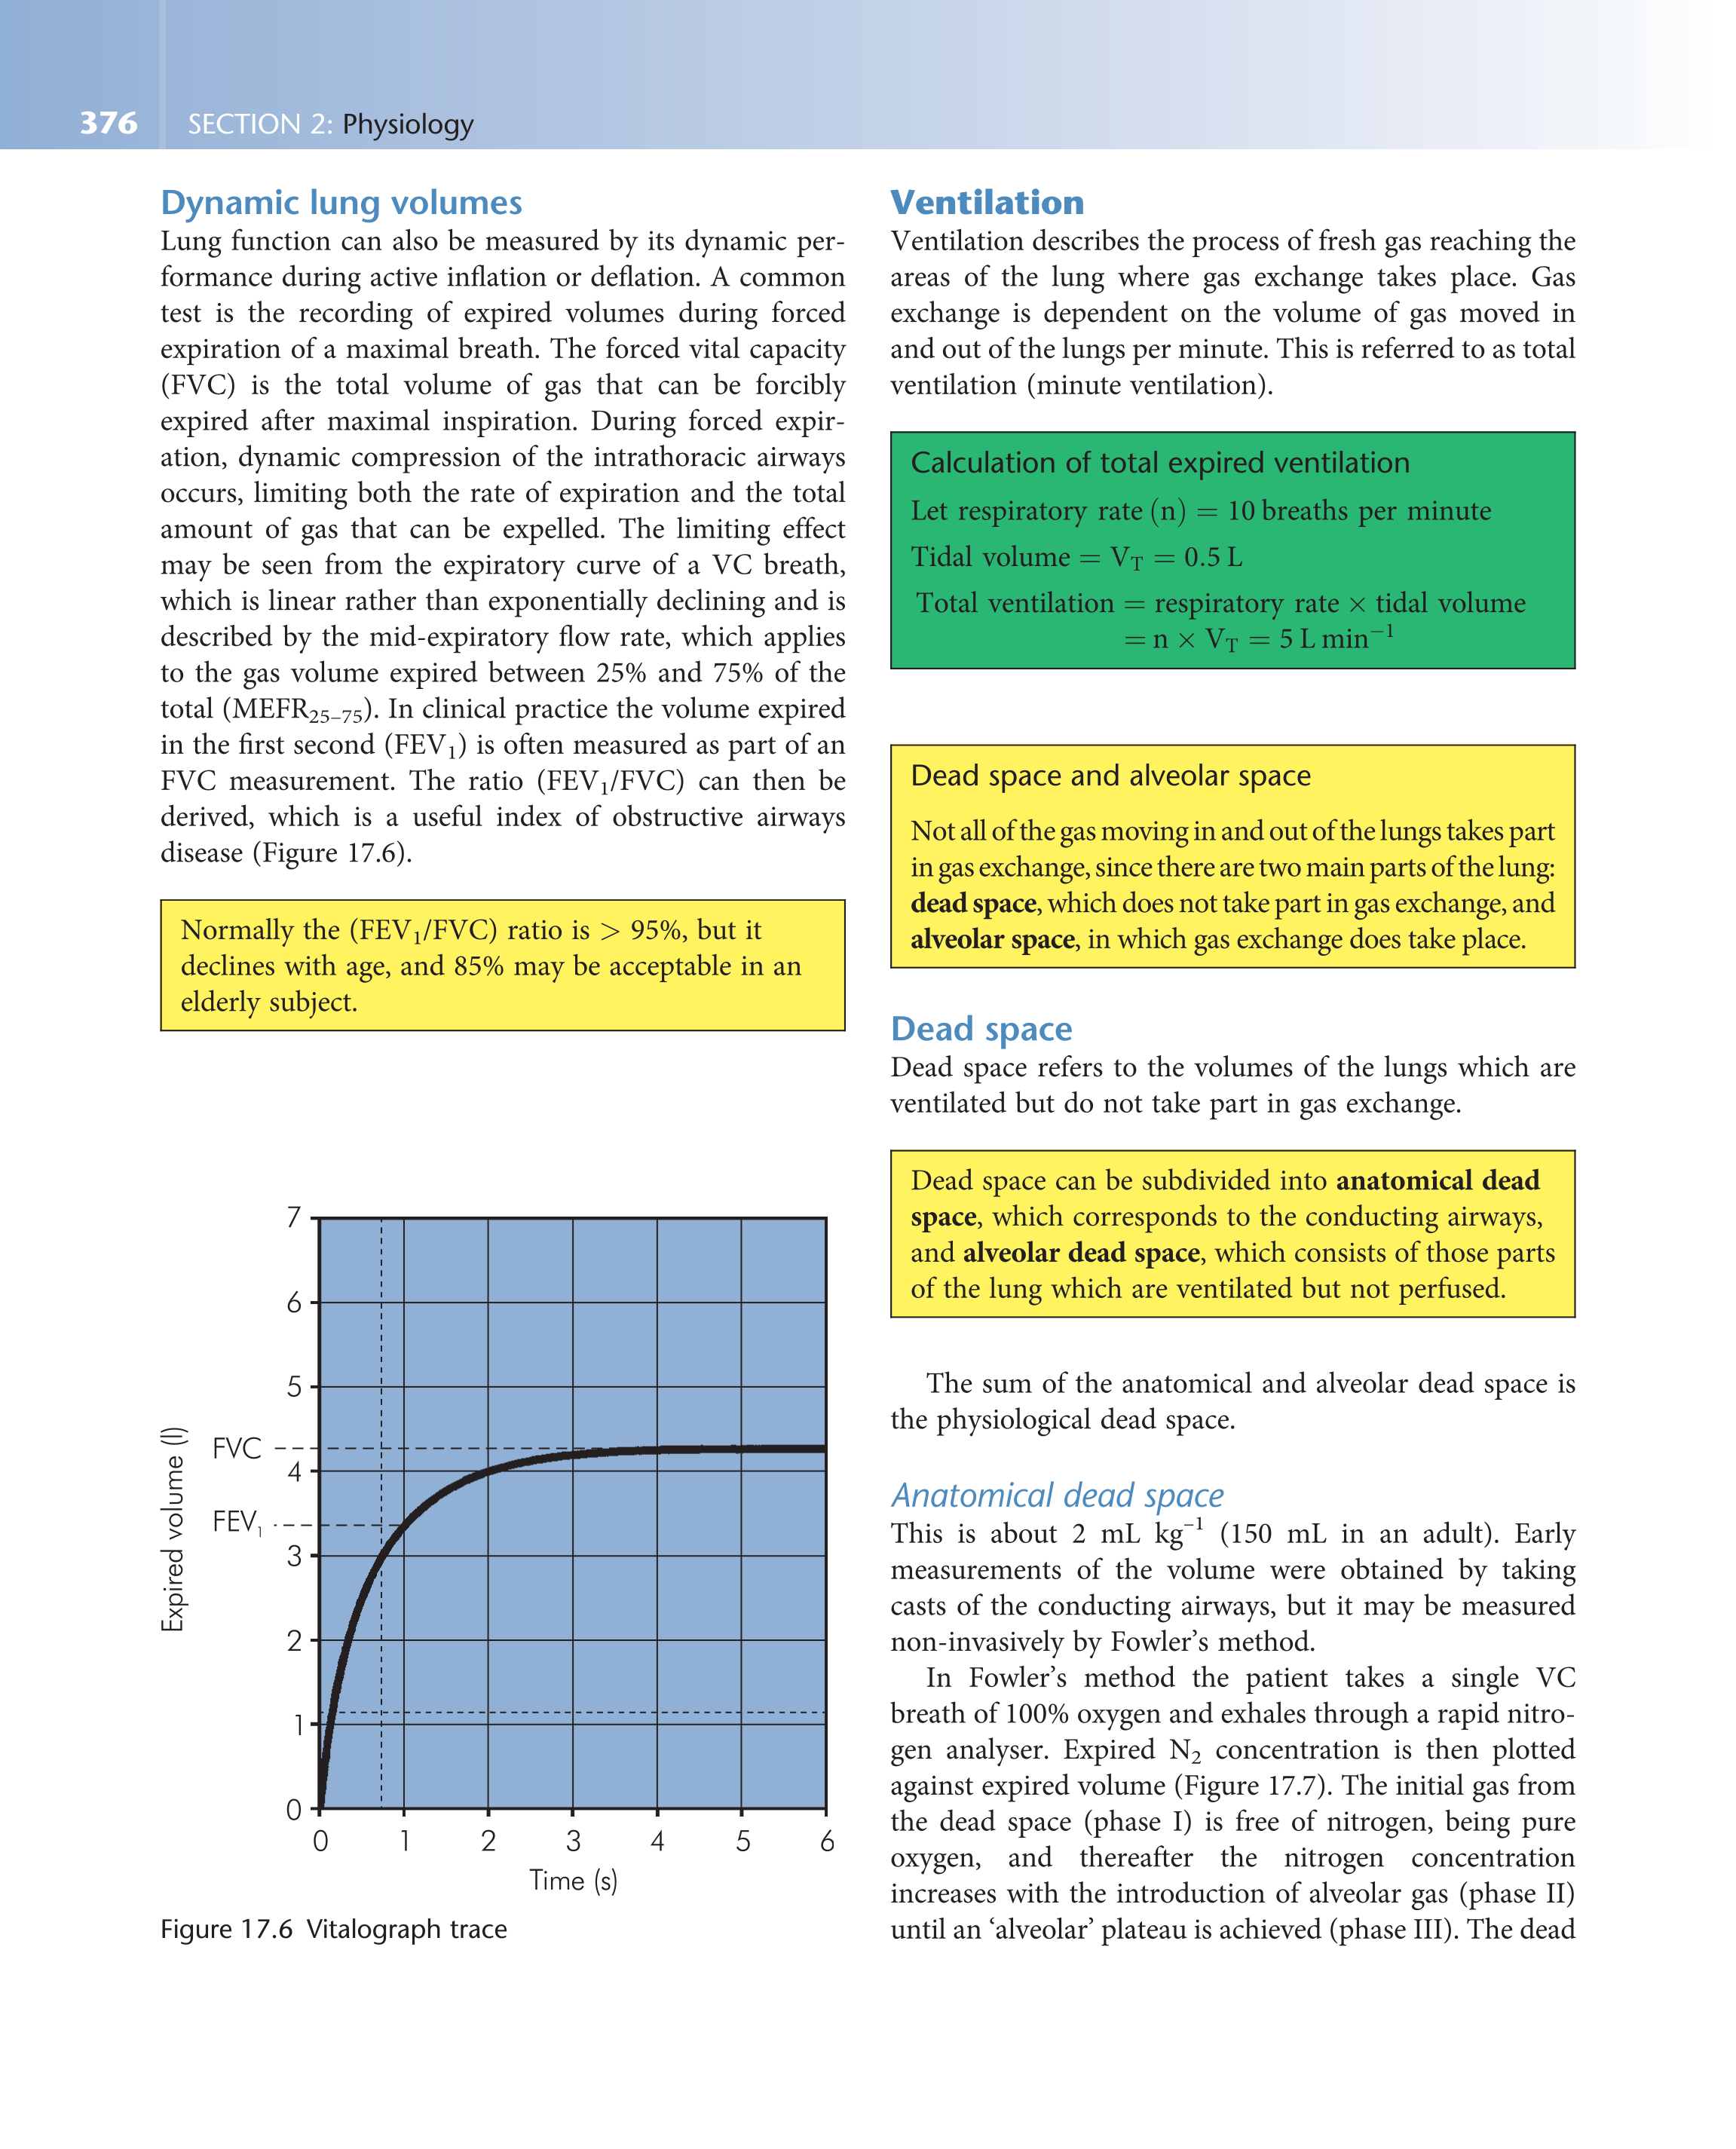 376 SECTION 2: Physiology
Dynamic lung volumes
Lung function can also be measured by its dynamic per-
formance during active inflation or deflation. A common
test is the recording of expired volumes during forced
expiration of a maximal breath. The forced vital capacity
(FVC) is the total volume of gas that can be forcibly
expired after maximal inspiration. During forced expir-
ation, dynamic compression of the intrathoracic airways
occurs, limiting both the rate of expiration and the total
amount of gas that can be expelled. The limiting effect
may be seen from the expiratory curve of a VC breath,
which is linear rather than exponentially declining and is
described by the mid-expiratory flow rate, which applies
to the gas volume expired between 25% and 75% of the
total (MEFR₂₅₋₇₅). In clinical practice the volume expired
in the first second (FEV₁) is often measured as part of an
FVC measurement. The ratio (FEV₁/FVC) can then be
derived, which is a useful index of obstructive airways
disease (Figure 17.6).
Normally the (FEV₁/FVC) ratio is > 95%, but it
declines with age, and 85% may be acceptable in an
elderly subject.
Expired volume (l)
7
6
5
FVC
4
FEV₁
3
2
1
0
0 1 2 3 4 5 6
Time (s)
Figure 17.6 Vitalograph trace
Ventilation
Ventilation describes the process of fresh gas reaching the
areas of the lung where gas exchange takes place. Gas
exchange is dependent on the volume of gas moved in
and out of the lungs per minute. This is referred to as total
ventilation (minute ventilation).
Calculation of total expired ventilation
Let respiratory rate (n) = 10 breaths per minute
Tidal volume = V_T = 0.5 L
Total ventilation = respiratory rate × tidal volume
= n × V_T = 5 L min⁻¹
Dead space and alveolar space
Not all of the gas moving in and out of the lungs takes part
in gas exchange, since there are two main parts of the lung:
dead space, which does not take part in gas exchange, and
alveolar space, in which gas exchange does take place.
Dead space
Dead space refers to the volumes of the lungs which are
ventilated but do not take part in gas exchange.
Dead space can be subdivided into anatomical dead
space, which corresponds to the conducting airways,
and alveolar dead space, which consists of those parts
of the lung which are ventilated but not perfused.
The sum of the anatomical and alveolar dead space is
the physiological dead space.
Anatomical dead space
This is about 2 mL kg⁻¹ (150 mL in an adult). Early
measurements of the volume were obtained by taking
casts of the conducting airways, but it may be measured
non-invasively by Fowler’s method.
In Fowler’s method the patient takes a single VC
breath of 100% oxygen and exhales through a rapid nitro-
gen analyser. Expired N₂ concentration is then plotted
against expired volume (Figure 17.7). The initial gas from
the dead space (phase I) is free of nitrogen, being pure
oxygen, and thereafter the nitrogen concentration
increases with the introduction of alveolar gas (phase II)
until an ‘alveolar’ plateau is achieved (phase III). The dead